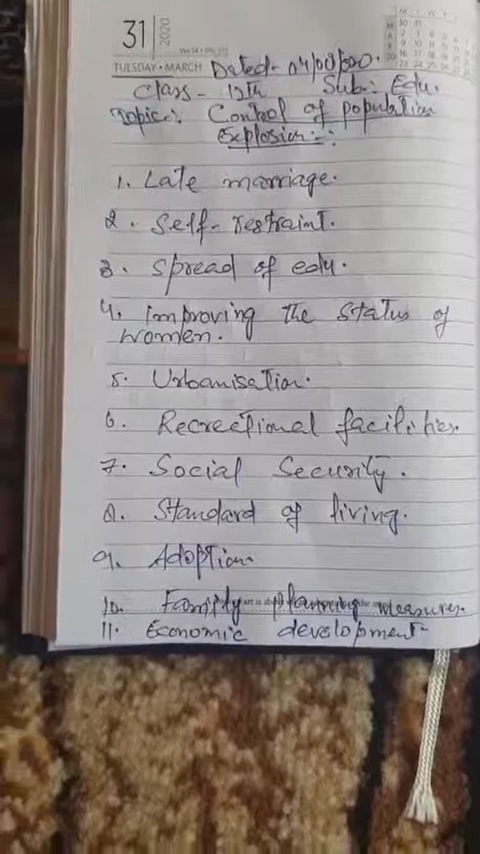 31 2020
TUESDAY • MARCH Dated- 04/08/020.
Class - 12th Sub: Edu.
Topic:- Control of population
Explosion:-
1. Late marriage.
2. Self-restraint.
3. Spread of edu.
4. improving the status of
women.
5. Urbanisation.
6. Recreational facilities.
7. Social Security.
8. Standard of living.
9. Adoption
10. Family planning measures.
11. Economic development-